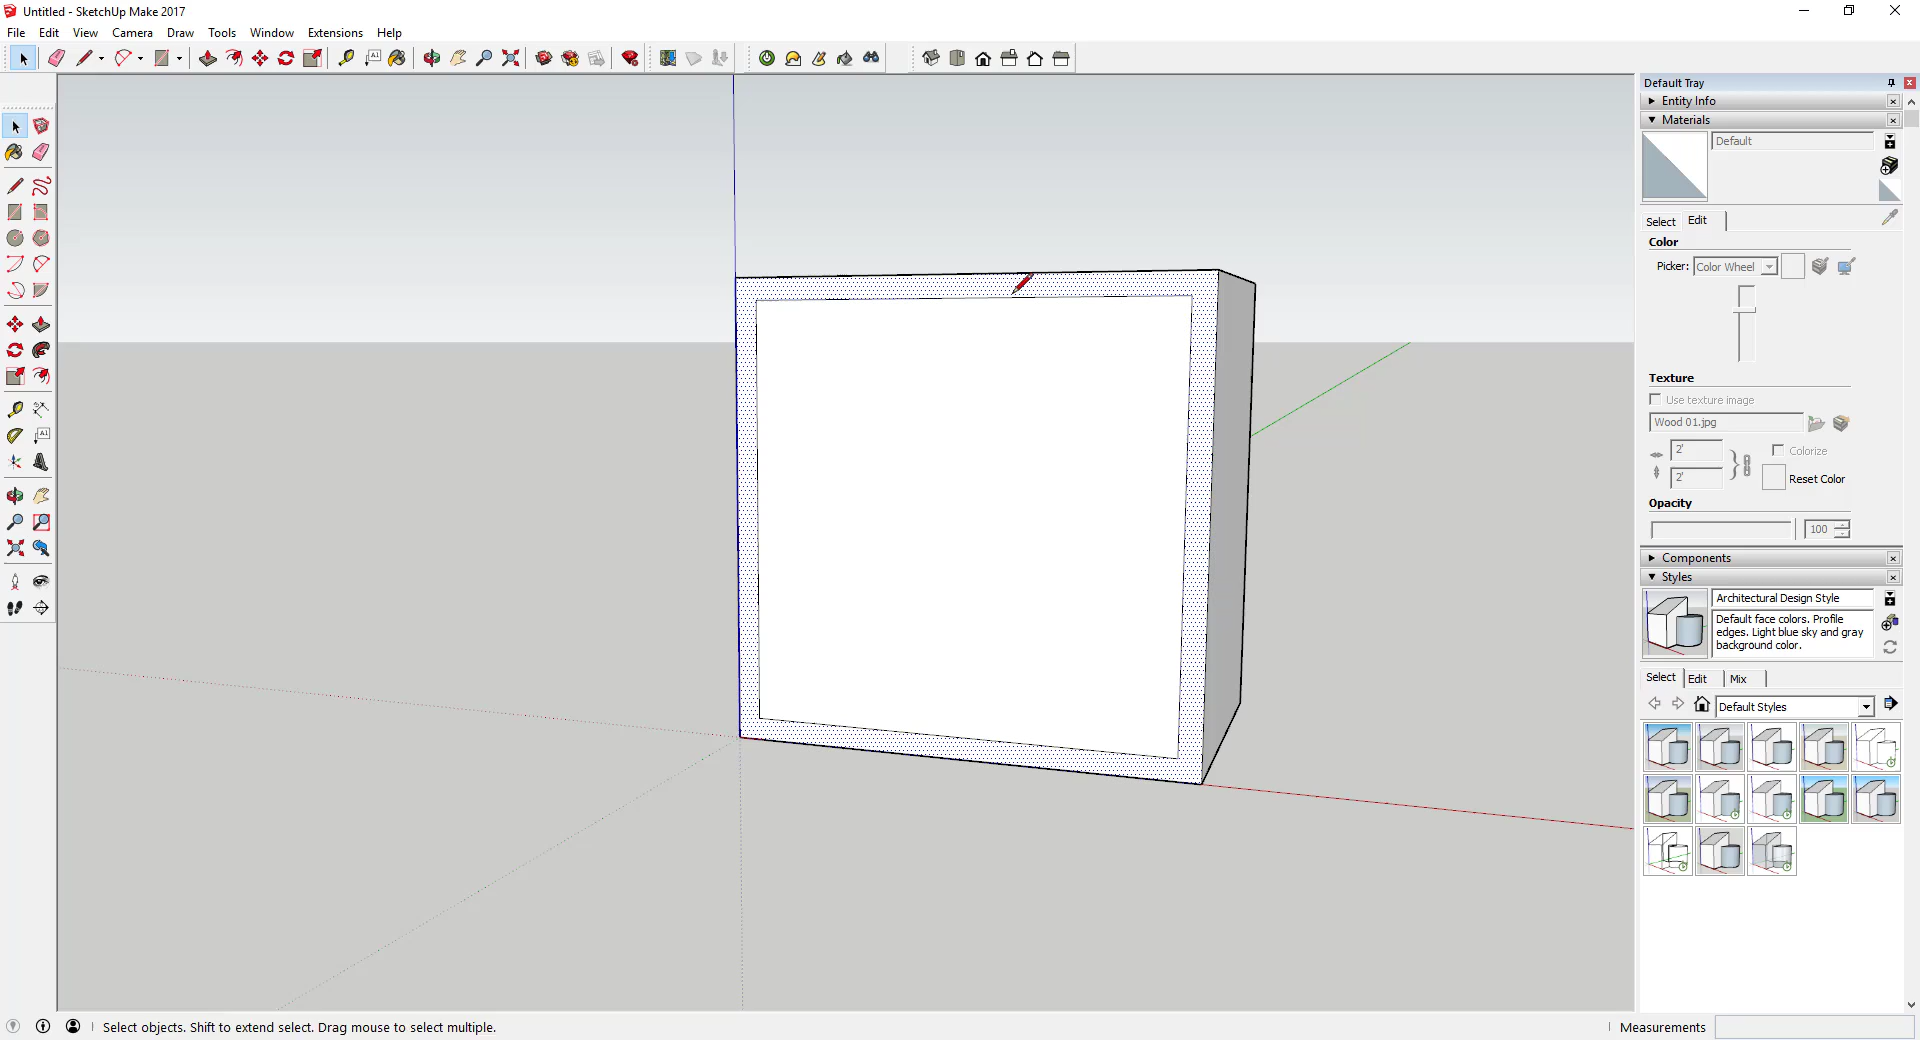 Untitled - SketchUp Make 2017
File Edit View Camera Draw Tools Window Extensions Help
Default Tray
Entity Info
Materials
Default
Select Edit
Color
Picker: Color Wheel
Texture
Use texture image
Wood 01.jpg
2' Colorize
2' Reset Color
Opacity
100
Components
Styles
Architectural Design Style
Default face colors. Profile
edges. Light blue sky and gray
background color.
Select Edit Mix
Default Styles
Select objects. Shift to extend select. Drag mouse to select multiple.
Measurements